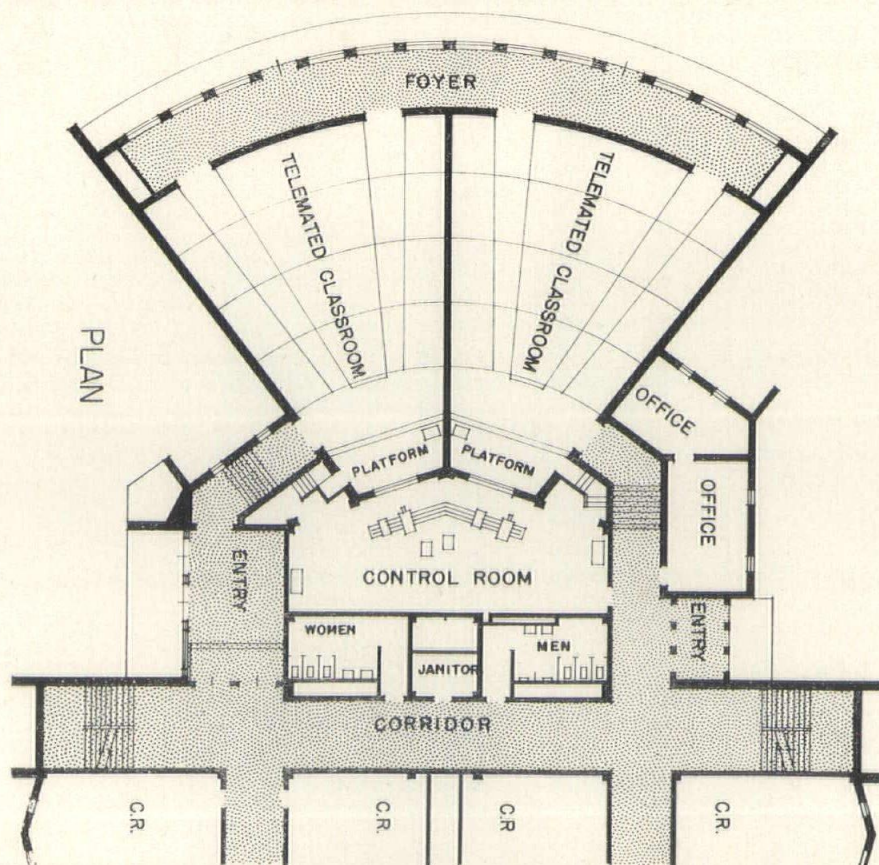 FOYER
TELEMATED CLASSROOM
TELEMATED CLASSROOM
PLAN
OFFICE
PLATFORM
PLATFORM
OFFICE
ENTRY
CONTROL ROOM
ENTRY
WOMEN
MEN
JANITOR
CORRIDOR
C.R.
C.R.
C.R
C.R.